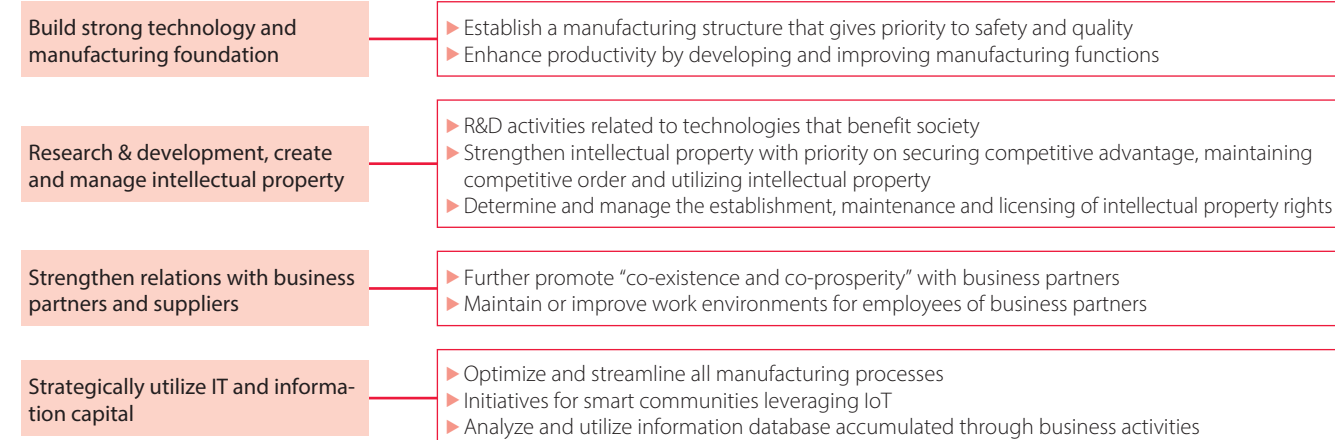 Build strong technology and
manufacturing foundation
▶ Establish a manufacturing structure that gives priority to safety and quality
▶ Enhance productivity by developing and improving manufacturing functions
Research & development, create
and manage intellectual property
▶ R&D activities related to technologies that benefit society
▶ Strengthen intellectual property with priority on securing competitive advantage, maintaining
competitive order and utilizing intellectual property
▶ Determine and manage the establishment, maintenance and licensing of intellectual property rights
Strengthen relations with business
partners and suppliers
▶ Further promote “co-existence and co-prosperity” with business partners
▶ Maintain or improve work environments for employees of business partners
Strategically utilize IT and informa-
tion capital
▶ Optimize and streamline all manufacturing processes
▶ Initiatives for smart communities leveraging IoT
▶ Analyze and utilize information database accumulated through business activities